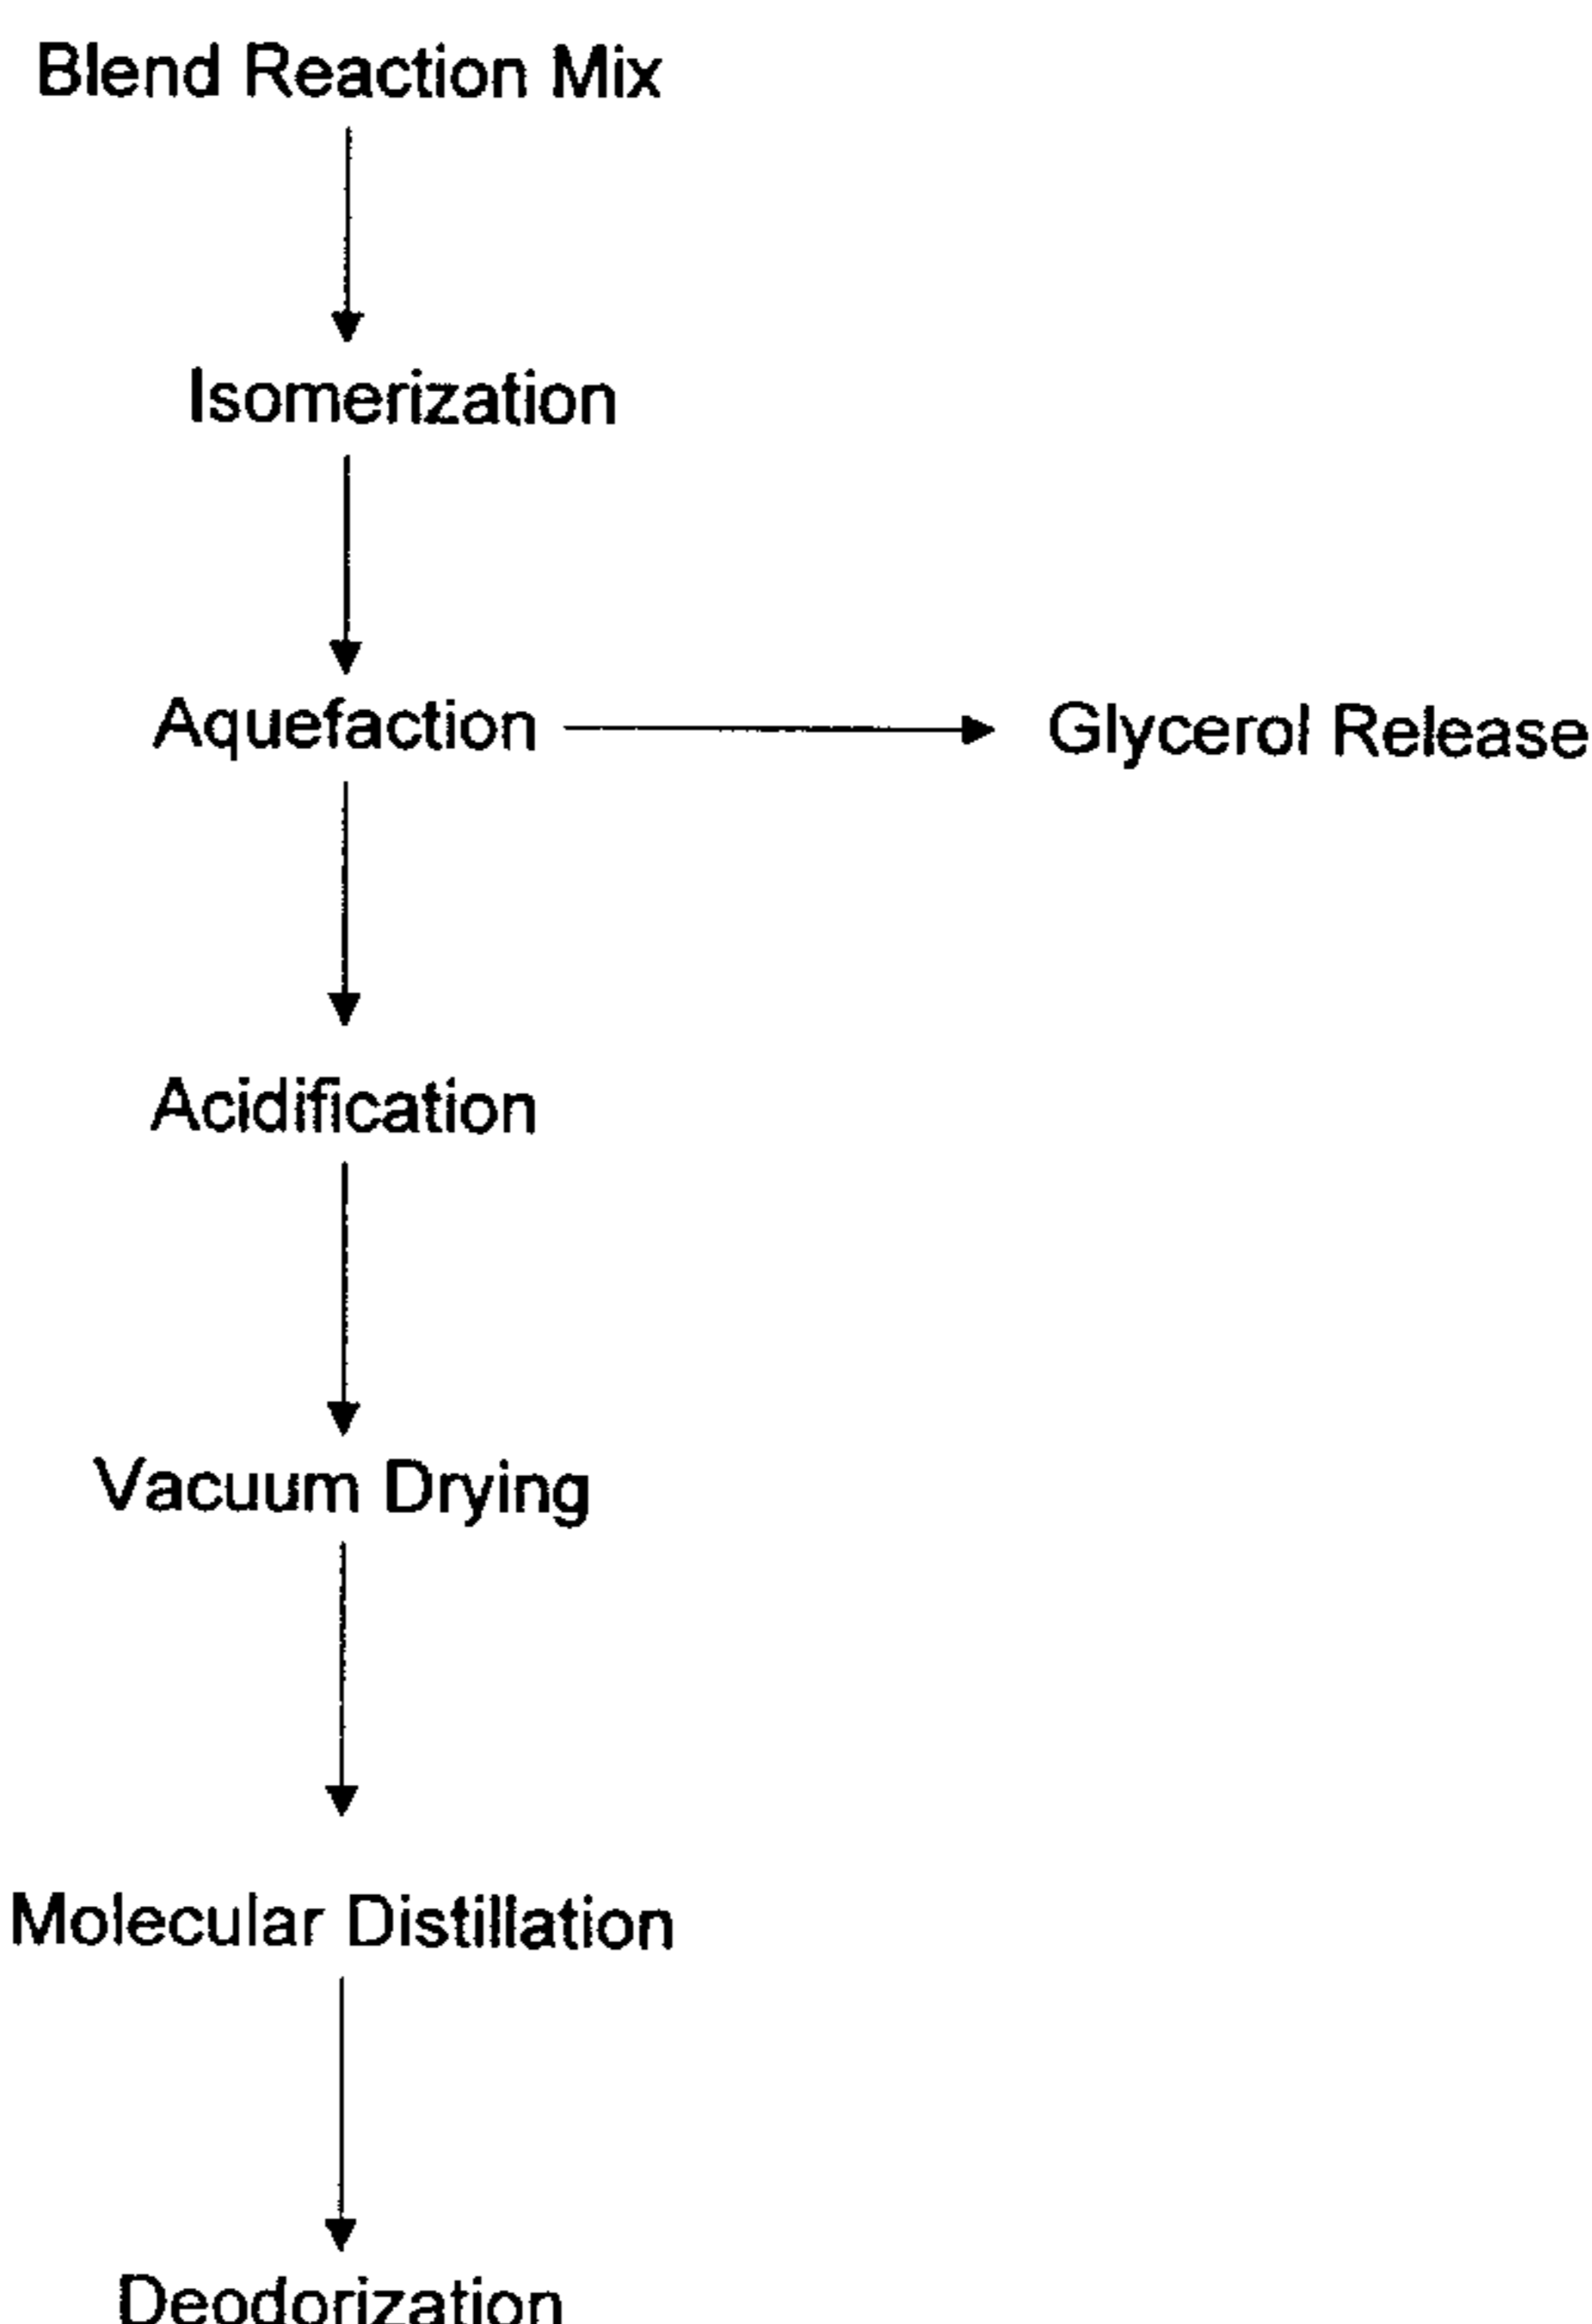 Blend Reaction Mix
Isomerization
Aquefaction
Glycerol Release
Acidification
Vacuum Drying
Molecular Distillation
Deodorization